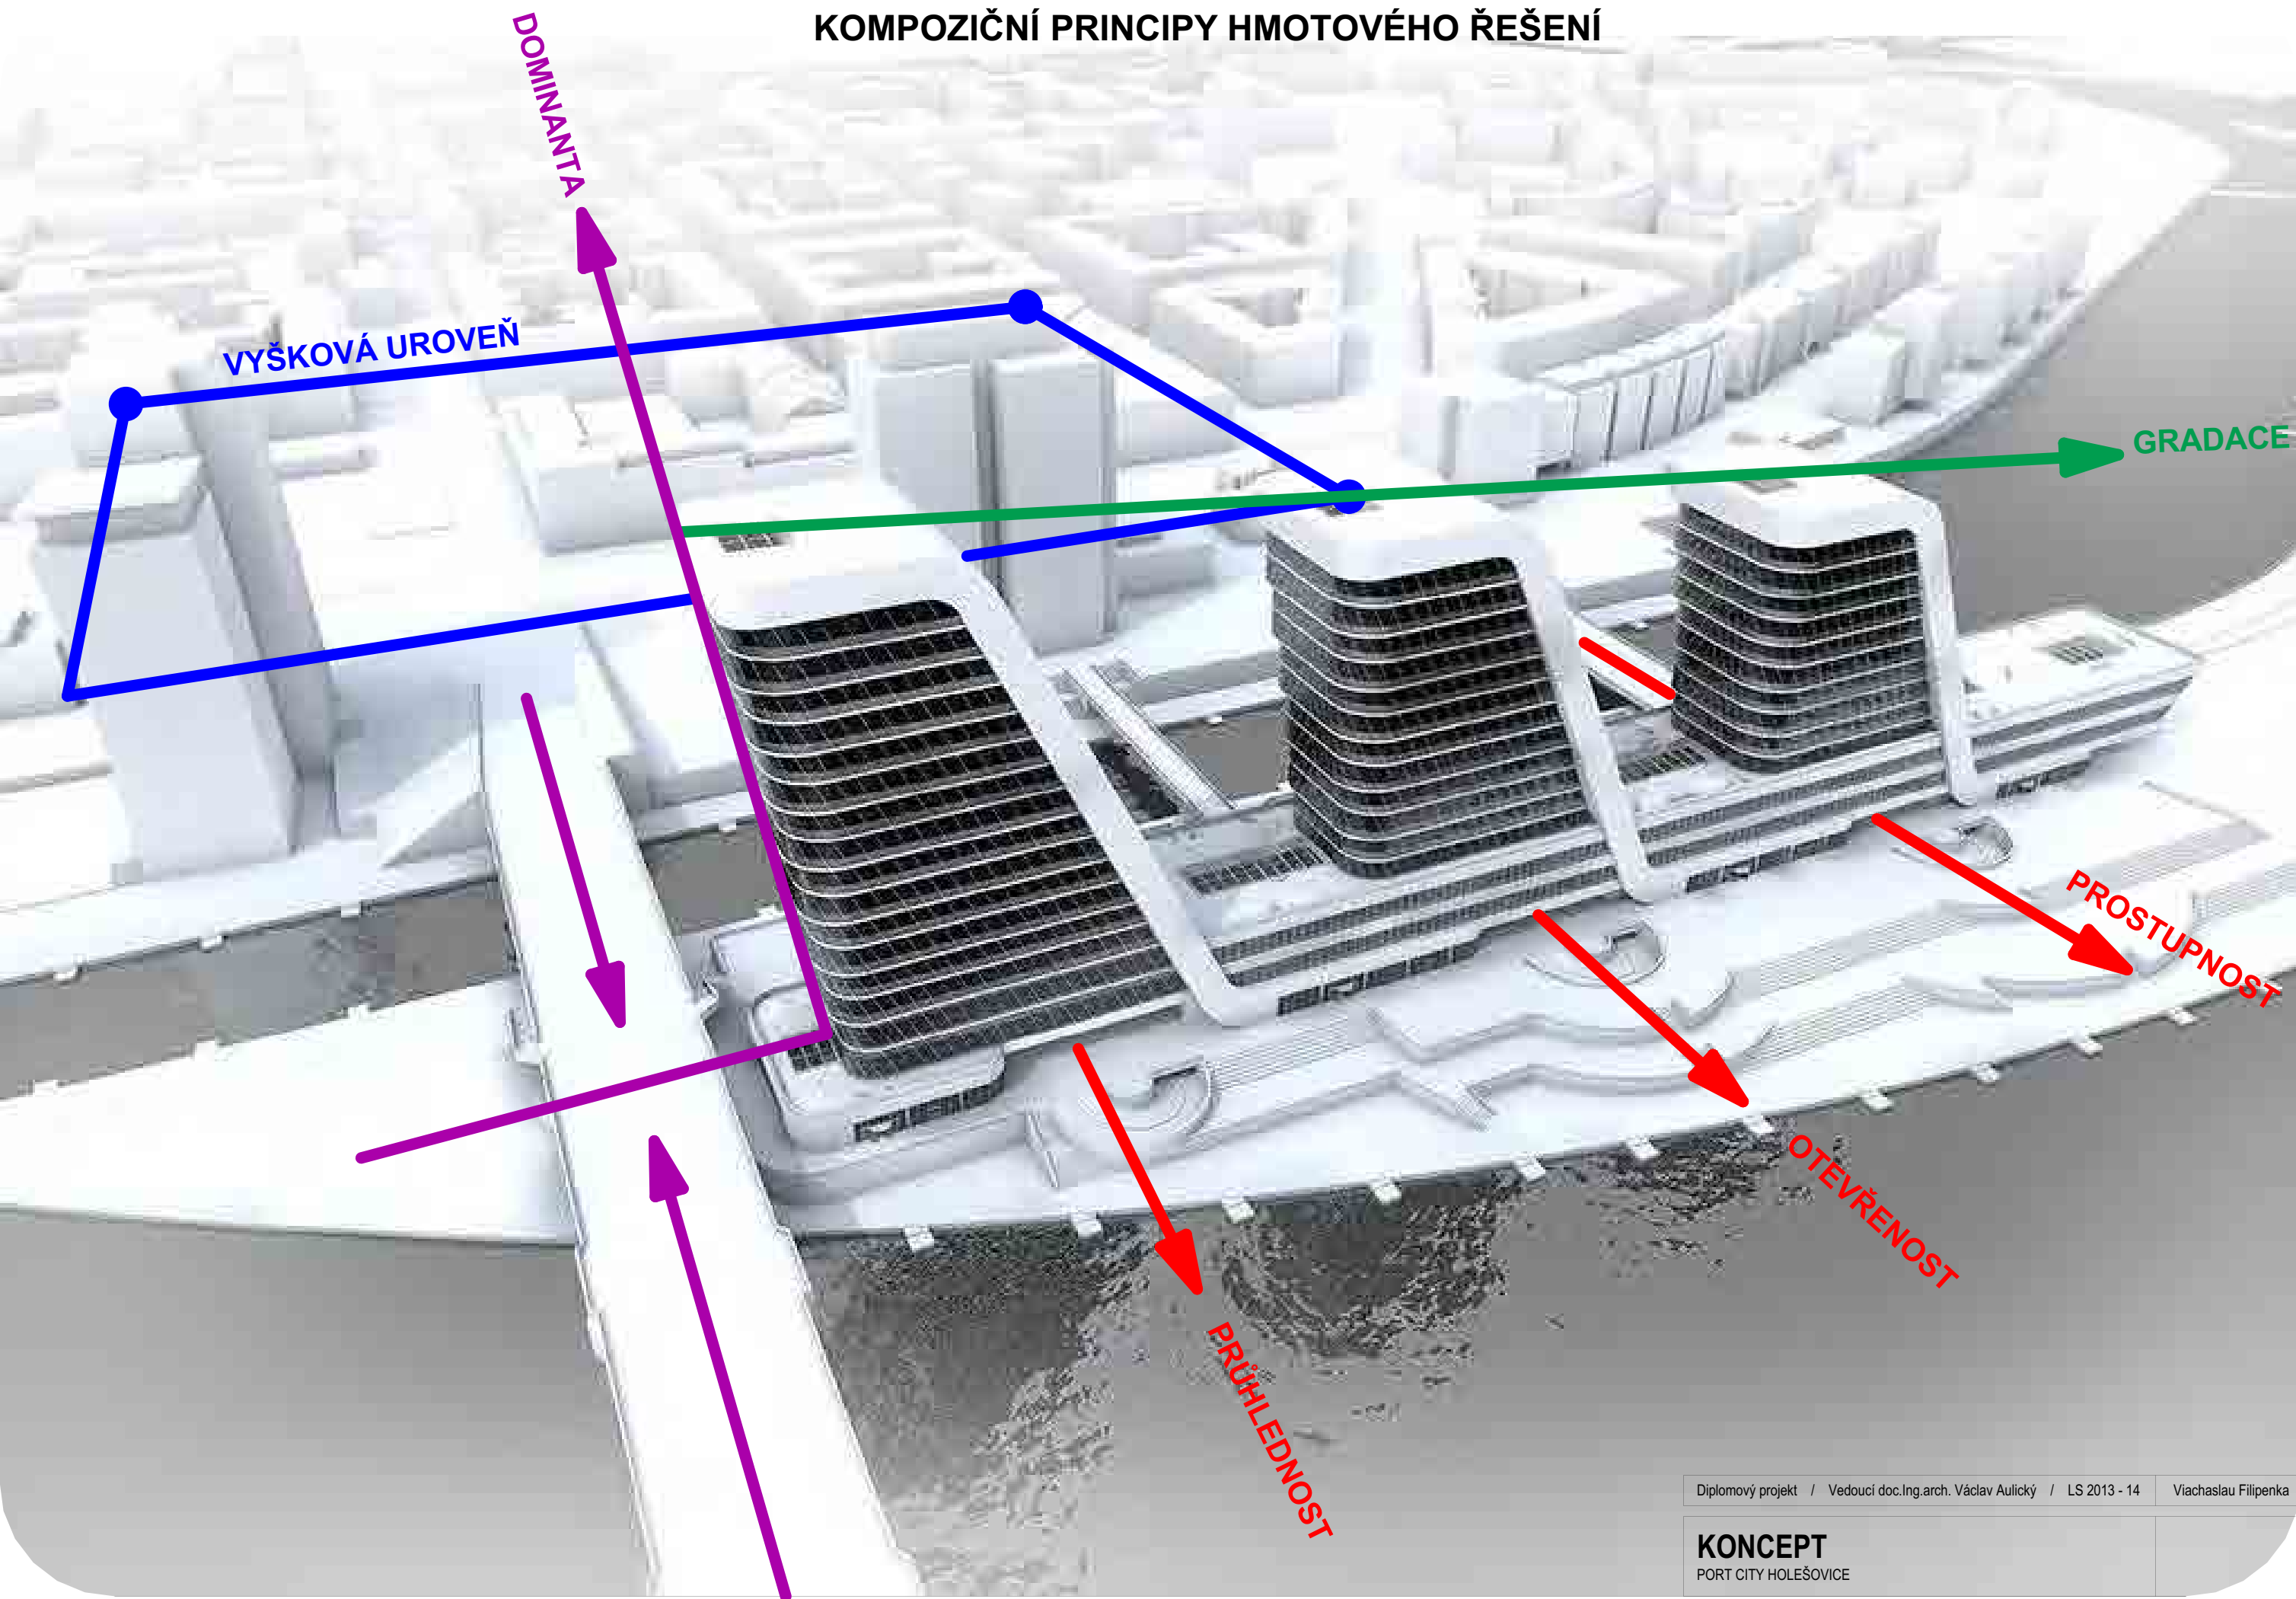 KOMPOZIČNÍ PRINCIPY HMOTOVÉHO ŘEŠENÍ
DOMINANTA
VYŠKOVÁ UROVEŇ
GRADACE
PROSTUPNOST
OTEVŘENOST
PRŮHLEDNOST
Diplomový projekt / Vedoucí doc.Ing.arch. Václav Aulický / LS 2013 - 14 Viachaslau Filipenka
KONCEPT
PORT CITY HOLEŠOVICE